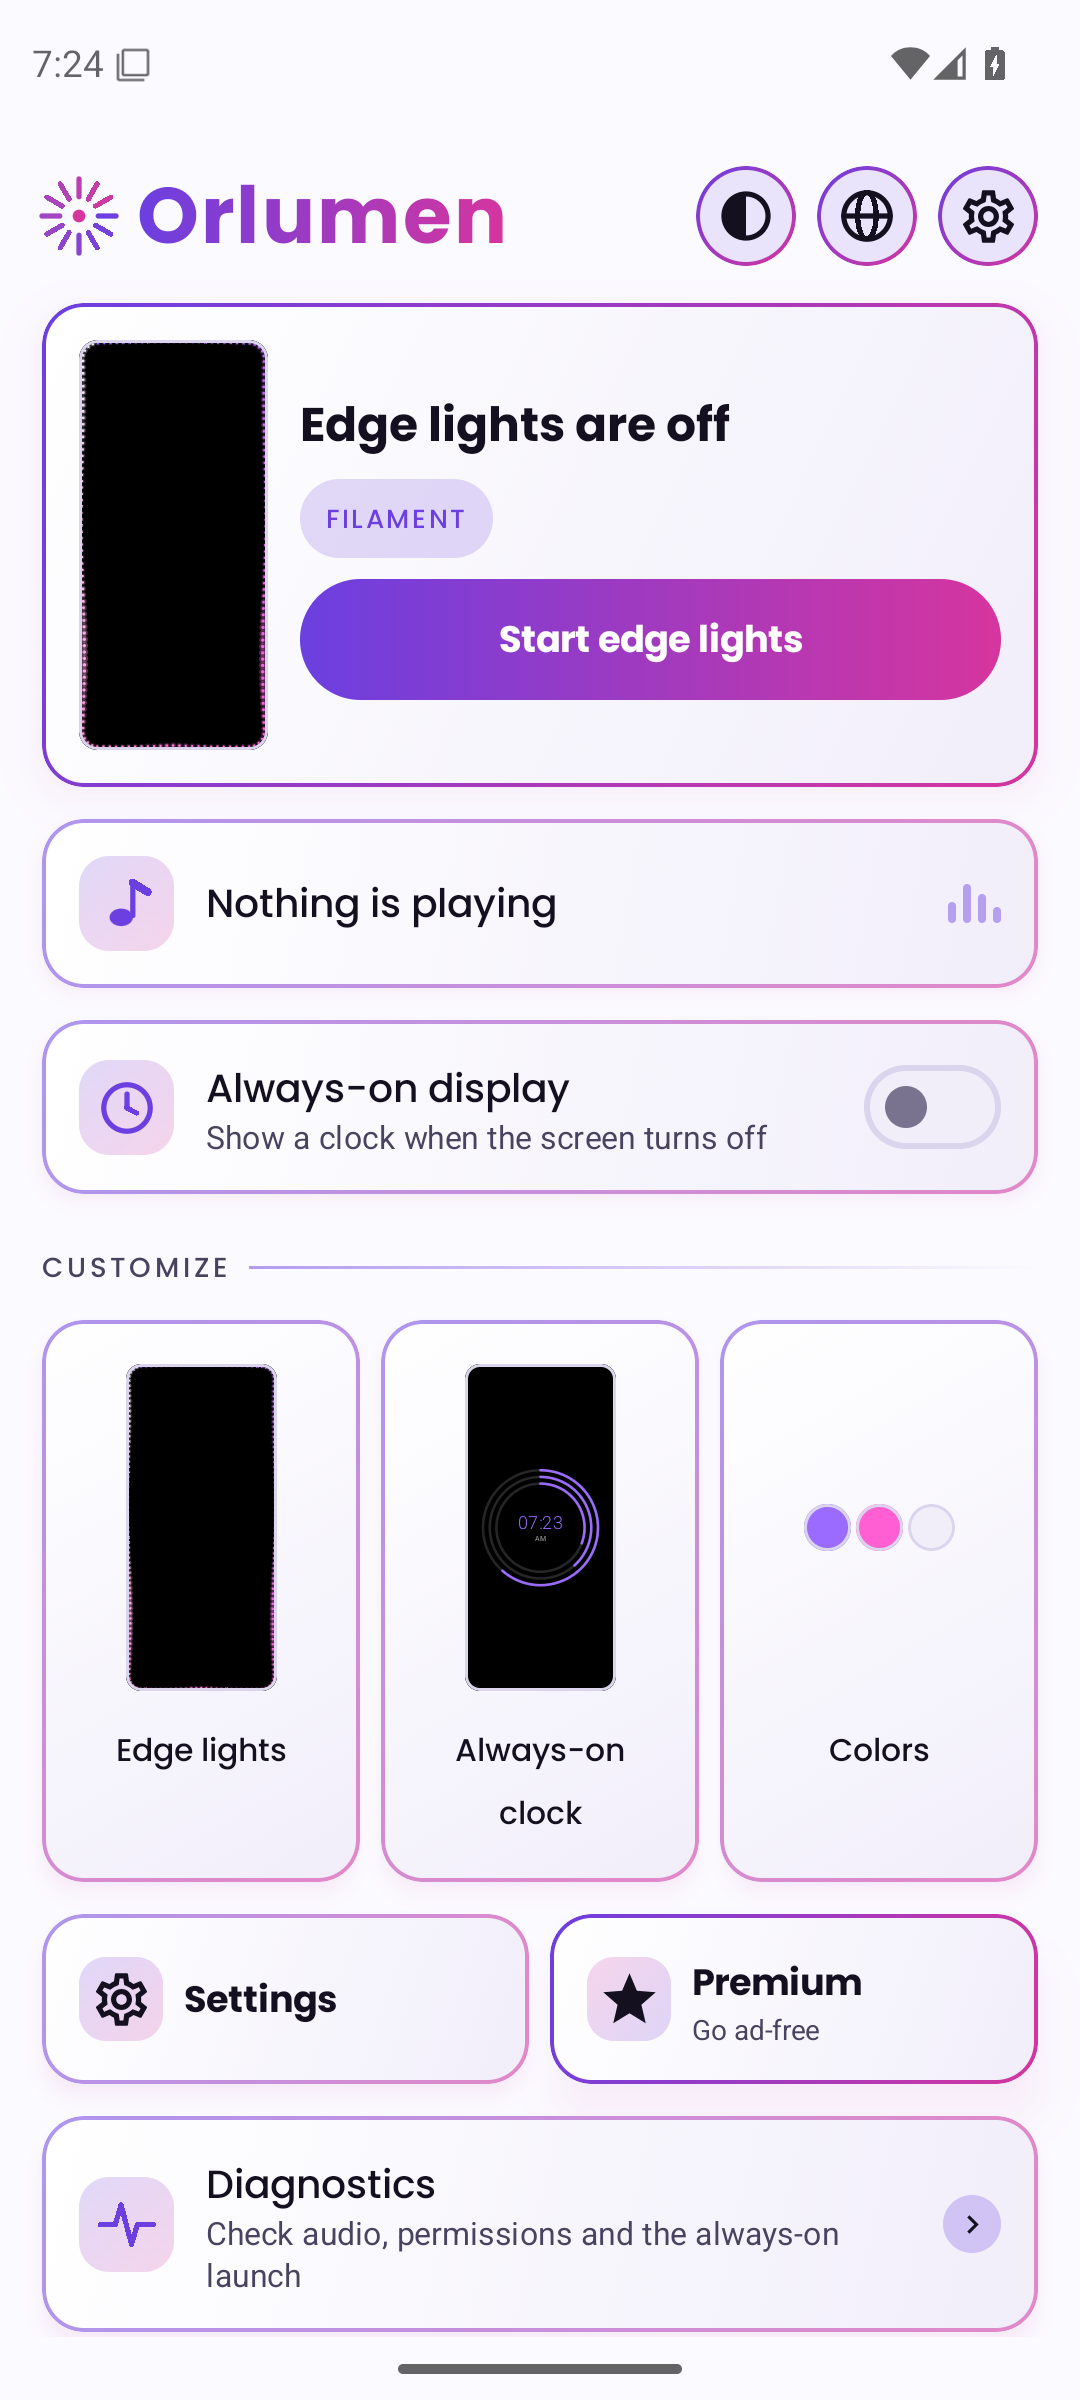 7:24
Orlumen
Edge lights are off
FILAMENT
Start edge lights
Nothing is playing
Always-on display
Show a clock when the screen turns off
CUSTOMIZE
07:23
AM
Edge lights
Always-on
clock
Colors
Settings
Premium
Go ad-free
Diagnostics
Check audio, permissions and the always-on
launch